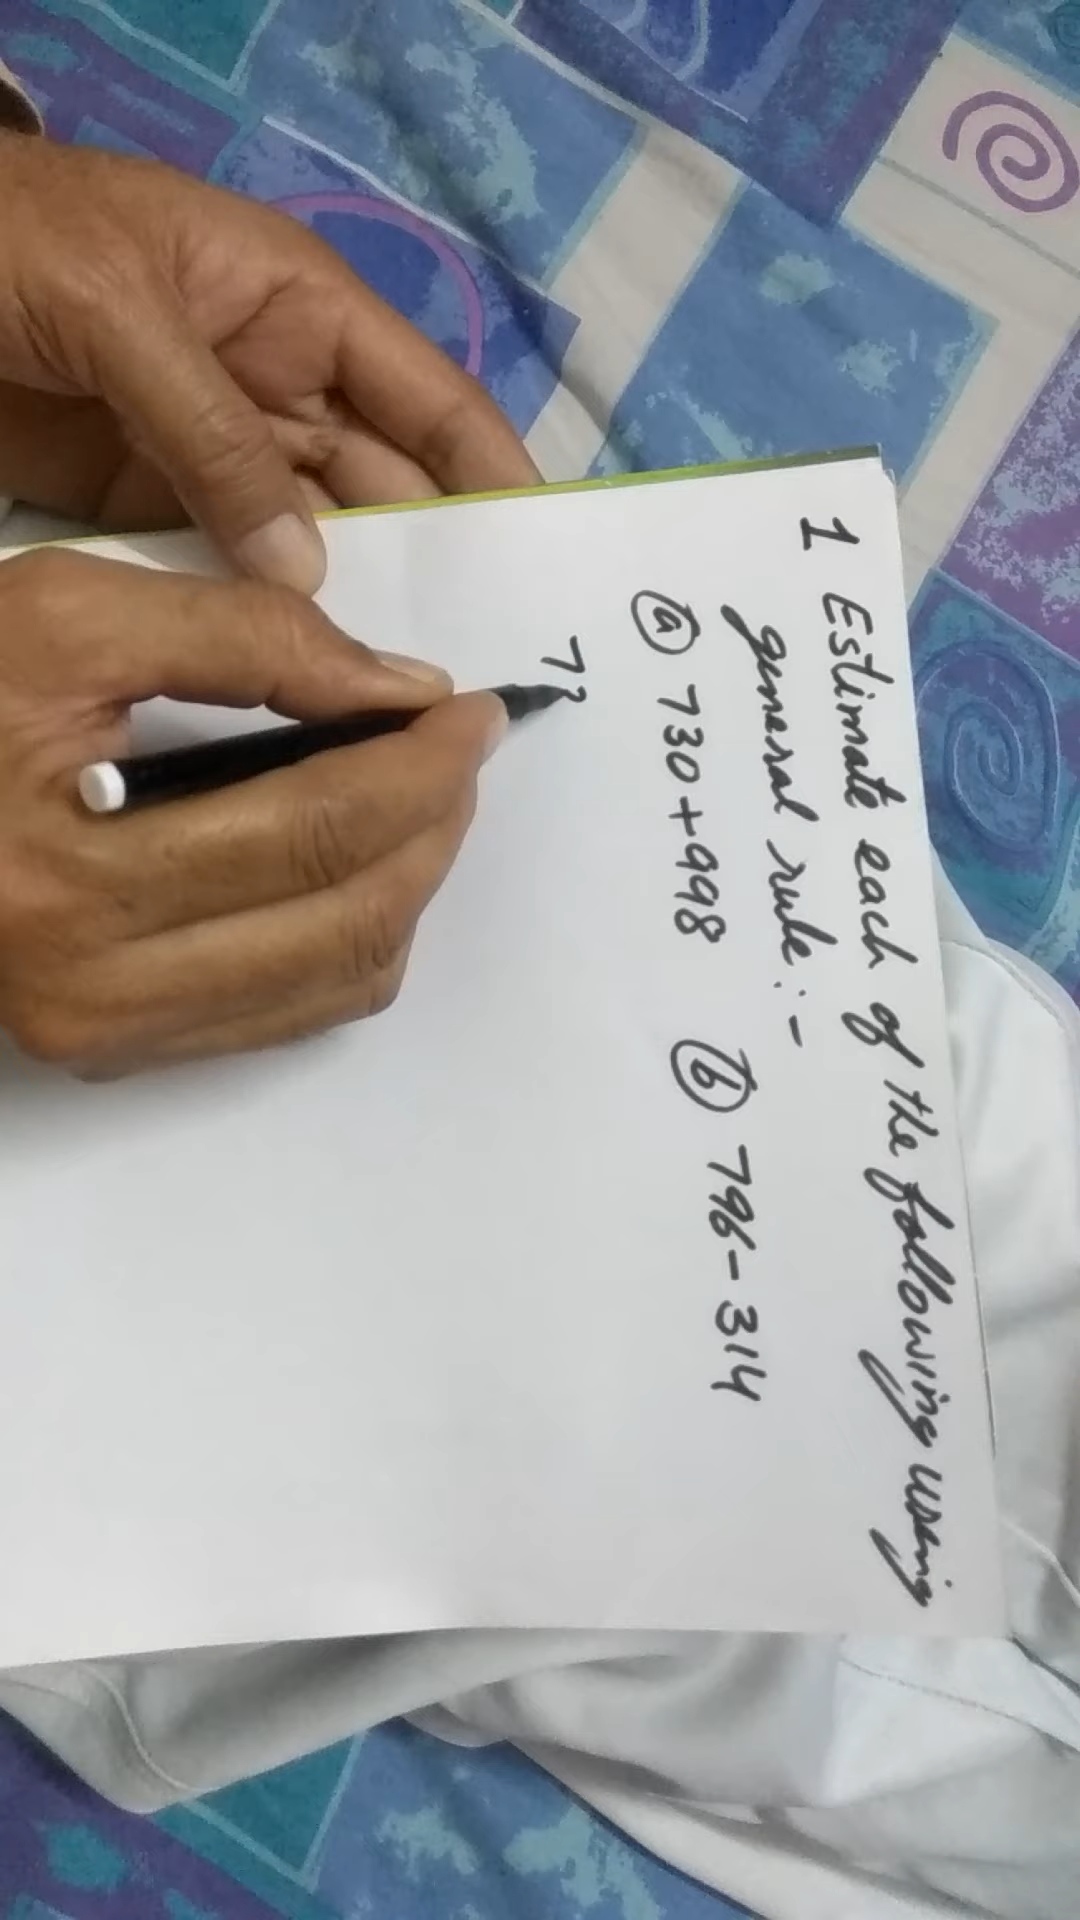 1 Estimate each of the following using
general rule:-
(a) 730+998 (b) 796-314
73